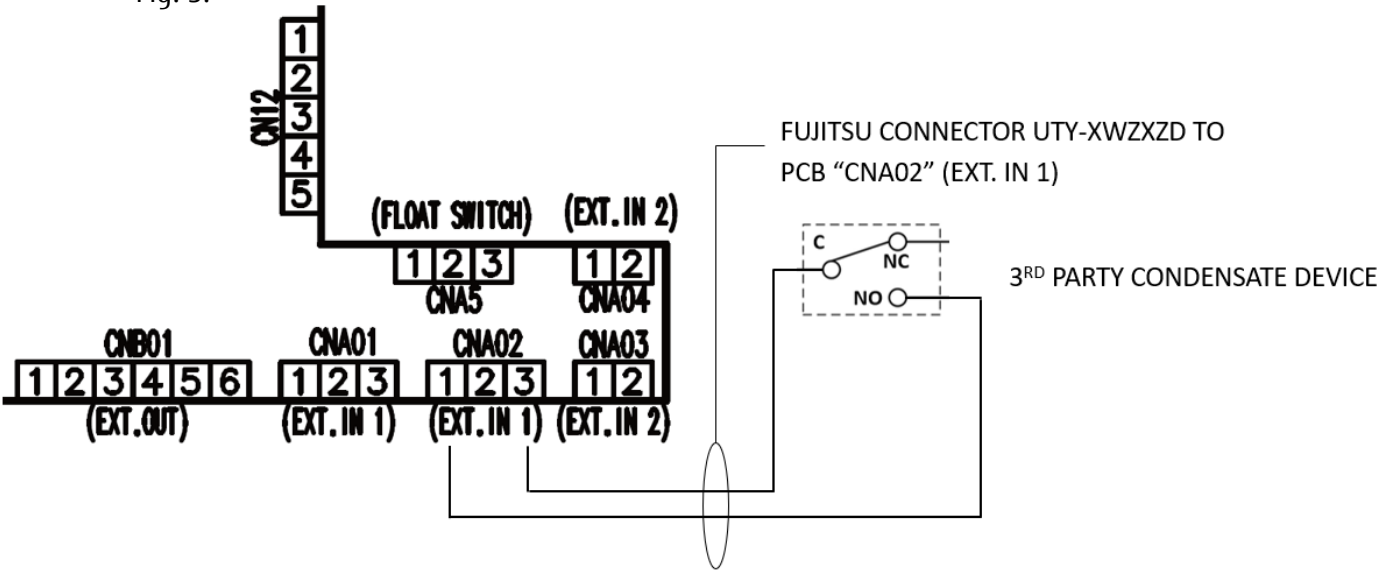 Fig.
1
2
3
4
5
CN12
FUJITSU CONNECTOR UTY-XWZXZD TO
PCB “CNA02” (EXT. IN 1)
(FLOAT SWITCH)
(EXT.IN 2)
1 2 3
1 2
CNA5
CNA04
C
NC
NO
3RD PARTY CONDENSATE DEVICE
CNB01
CNA01
CNA02
CNA03
1 2 3 4 5 6
1 2 3
1 2 3
1 2
(EXT.OUT)
(EXT.IN 1)
(EXT.IN 1)
(EXT.IN 2)